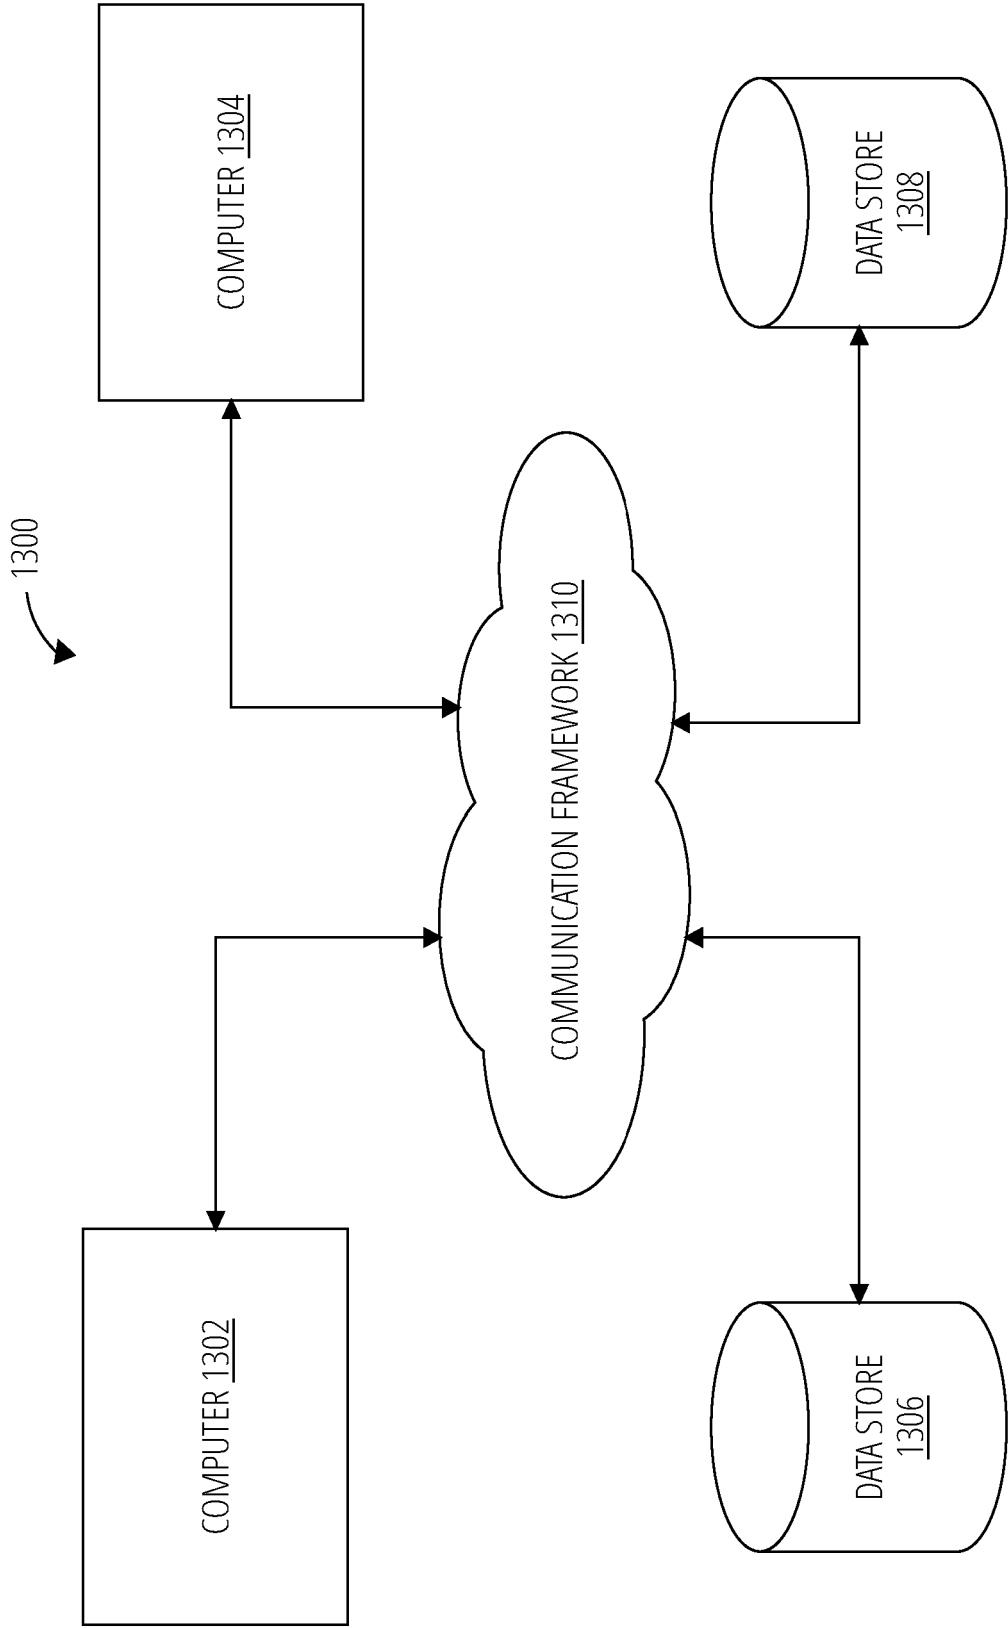 1300
COMPUTER 1302
COMPUTER 1304
COMMUNICATION FRAMEWORK 1310
DATA STORE
1306
DATA STORE
1308